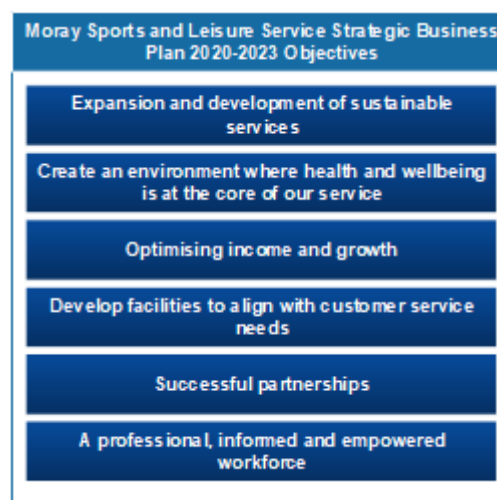 Moray Sports and Leisure Service Strategic Business
Plan 2020-2023 Objectives
Expansion and development of sustainable
services
Create an environment where health and wellbeing
is at the core of our service
Optimising income and growth
Develop facilities to align with customer service
needs
Successful partnerships
A professional, informed and empowered
workforce